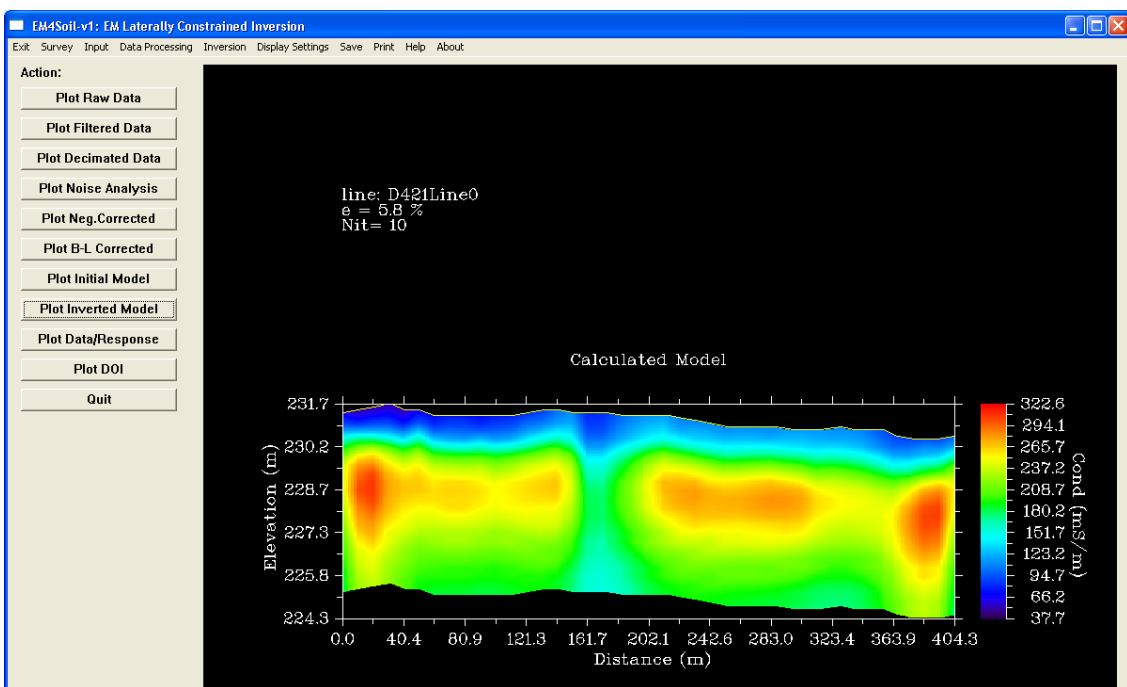 EM4Soil-v1: EM Laterally Constrained Inversion
Exit Survey Input Data Processing Inversion Display Settings Save Print Help About
Action:
Plot Raw Data
Plot Filtered Data
Plot Decimated Data
Plot Noise Analysis
Plot Neg.Corrected
Plot B-L Corrected
Plot Initial Model
Plot Inverted Model
Plot Data/Response
Plot DOI
Quit
line: D421Line0
e = 5.8 %
Nit= 10
Calculated Model
Elevation (m)
231.7
230.2
228.7
227.3
225.8
224.3
0.0 40.4 80.9 121.3 161.7 202.1 242.6 283.0 323.4 363.9 404.3
Distance (m)
322.6
294.1
265.7
237.2
208.7
180.2
151.7
123.2
94.7
66.2
37.7
Cond (mS/m)